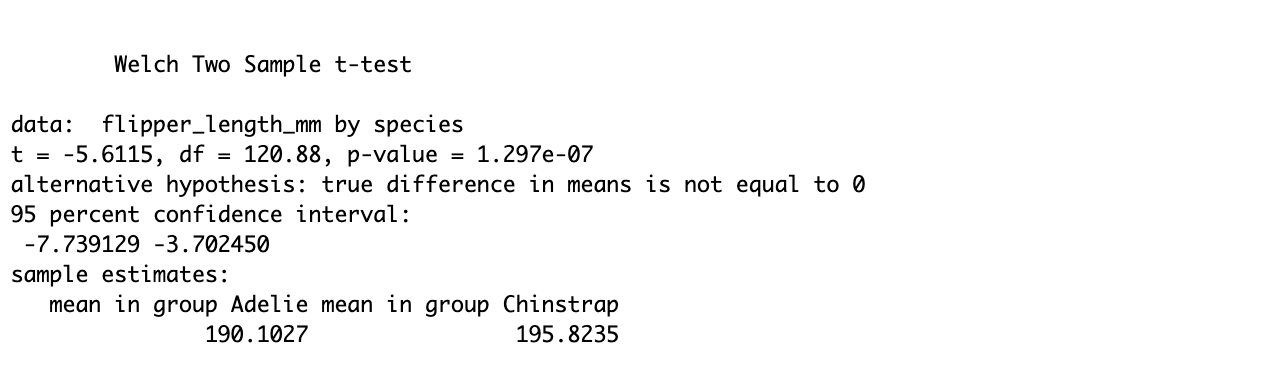 Welch Two Sample t-test
data:  flipper_length_mm by species
t = -5.6115, df = 120.88, p-value = 1.297e-07
alternative hypothesis: true difference in means is not equal to 0
95 percent confidence interval:
 -7.739129 -3.702450
sample estimates:
   mean in group Adelie mean in group Chinstrap
               190.1027                195.8235